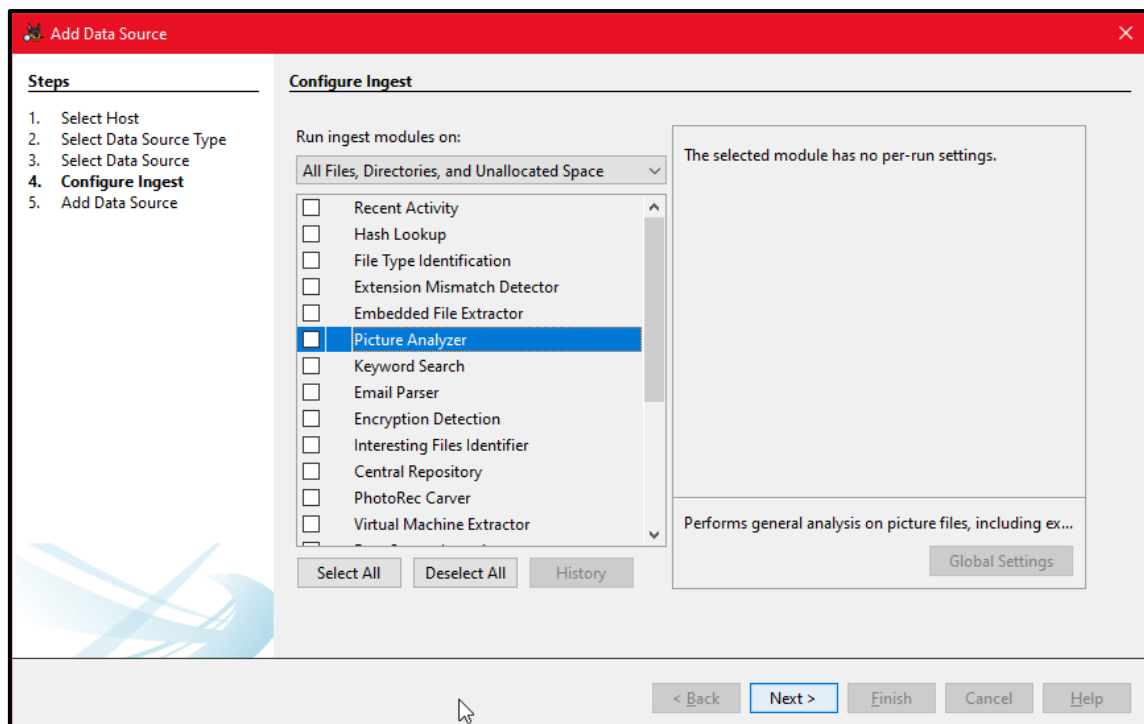 Add Data Source
Steps
1. Select Host
2. Select Data Source Type
3. Select Data Source
4. Configure Ingest
5. Add Data Source
Configure Ingest
Run ingest modules on:
All Files, Directories, and Unallocated Space
Recent Activity
Hash Lookup
File Type Identification
Extension Mismatch Detector
Embedded File Extractor
Picture Analyzer
Keyword Search
Email Parser
Encryption Detection
Interesting Files Identifier
Central Repository
PhotoRec Carver
Virtual Machine Extractor
Select All
Deselect All
History
The selected module has no per-run settings.
Performs general analysis on picture files, including ex...
Global Settings
< Back
Next >
Finish
Cancel
Help